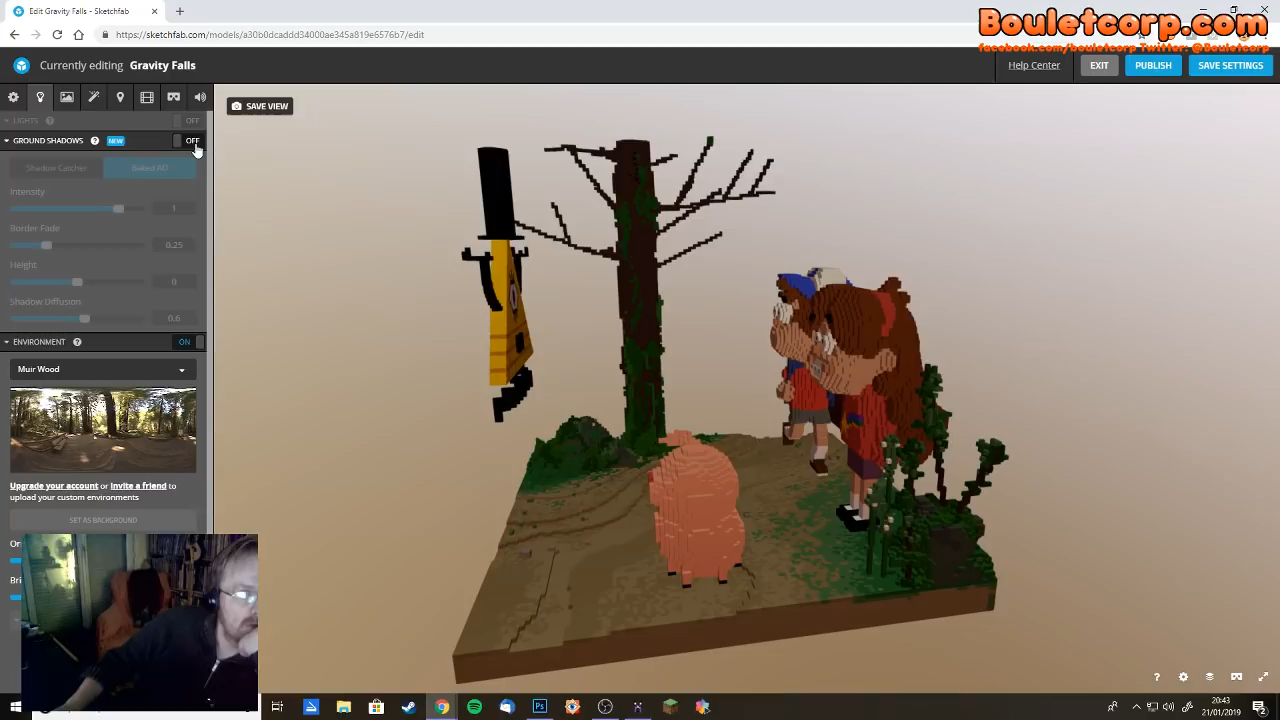 Edit Gravity Falls - Sketchfab
Bouletcorp.com
https://sketchfab.com/models/a30b0dcab8cd34000ae345a819e6576b7/edit
facebook.com/bouletcorp Twitter: @Bouletcorp
Currently editing Gravity Falls
Help Center
EXIT
PUBLISH
SAVE SETTINGS
SAVE VIEW
LIGHTS ? OFF
GROUND SHADOWS ? NEW OFF
Shadow Catcher Baked AO
Intensity
1
Border Fade
0.25
Height
0
Shadow Diffusion
0.6
ENVIRONMENT ON
Muir Wood
Upgrade your account or Invite a friend to
upload your custom environments
SET AS BACKGROUND
Or
Bri
?
20:43
21/01/2019